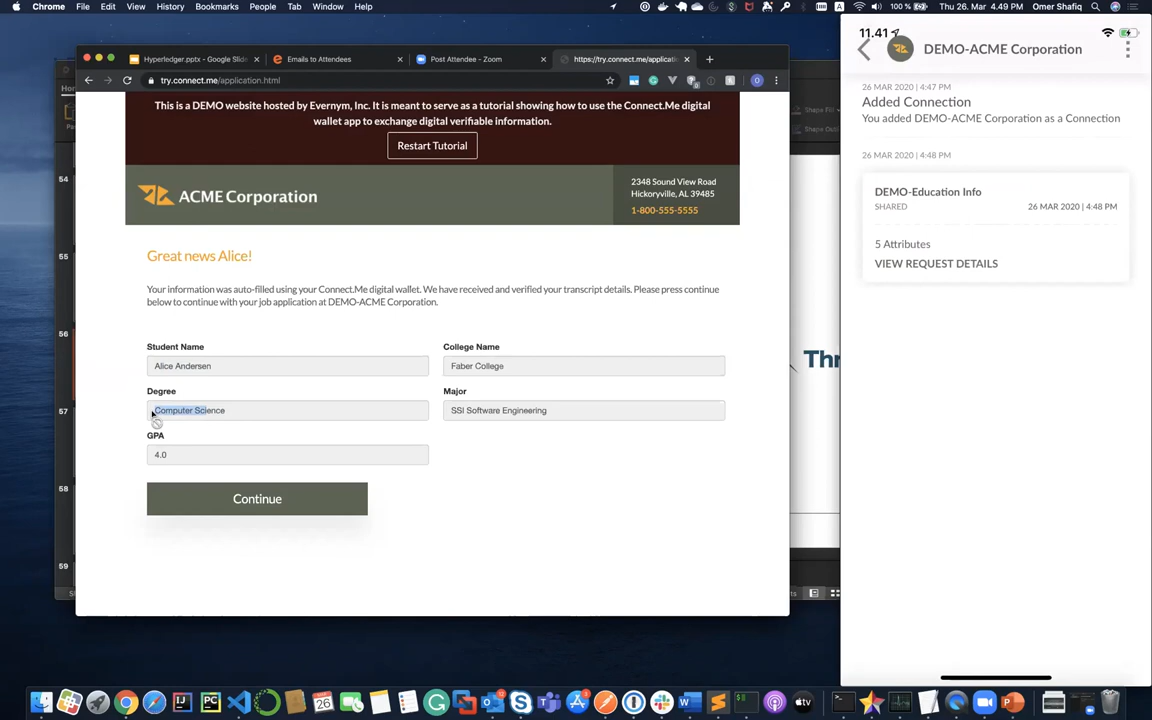 Chrome File Edit View History Bookmarks People Tab Window Help
100 % Thu 26. Mar 4.49 PM Omer Shafiq
Hyperledger.pptx - Google Slid
Emails to Attendees
Post Attendee - Zoom
https://try.connect.me/applicatio
try.connect.me/application.html
This is a DEMO website hosted by Evernym, Inc. It is meant to serve as a tutorial showing how to use the Connect.Me digital
wallet app to exchange digital verifiable information.
Restart Tutorial
ACME Corporation
2348 Sound View Road
Hickoryville, AL 39485
1-800-555-5555
Great news Alice!
Your information was auto-filled using your Connect.Me digital wallet. We have received and verified your transcript details. Please press continue
below to continue with your job application at DEMO-ACME Corporation.
Student Name
Alice Andersen
College Name
Faber College
Degree
Computer Science
Major
SSI Software Engineering
GPA
4.0
Continue
54
55
56
57
58
59
Shape Fill
Shape Outli
Thr
11.41
DEMO-ACME Corporation
26 MAR 2020 | 4:47 PM
Added Connection
You added DEMO-ACME Corporation as a Connection
26 MAR 2020 | 4:48 PM
DEMO-Education Info
SHARED
26 MAR 2020 | 4:48 PM
5 Attributes
VIEW REQUEST DETAILS